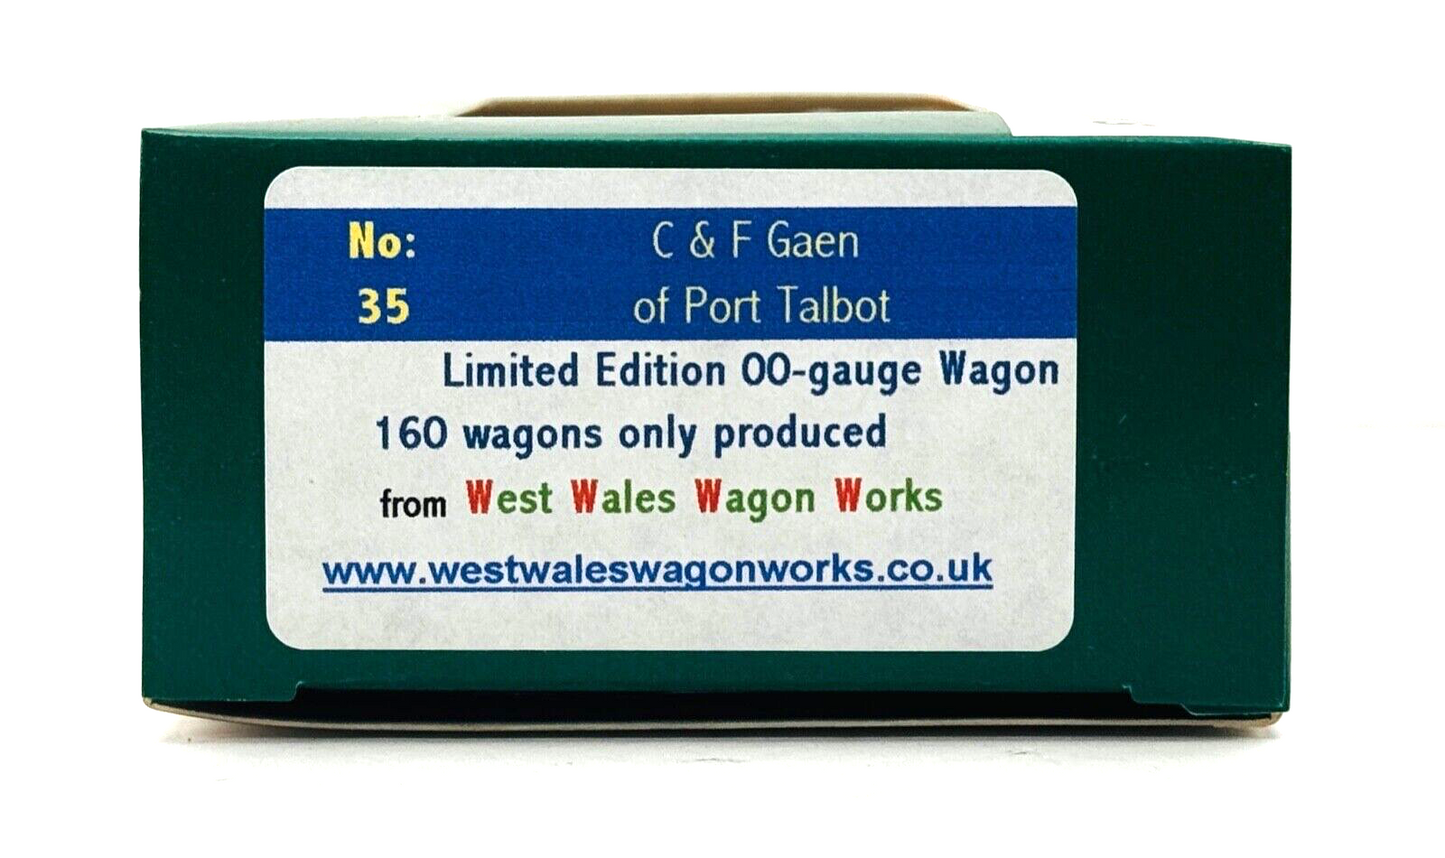 No: C & F Gaen
35 of Port Talbot
Limited Edition OO-gauge Wagon
160 wagons only produced
from West Wales Wagon Works
www.westwaleswagonworks.co.uk